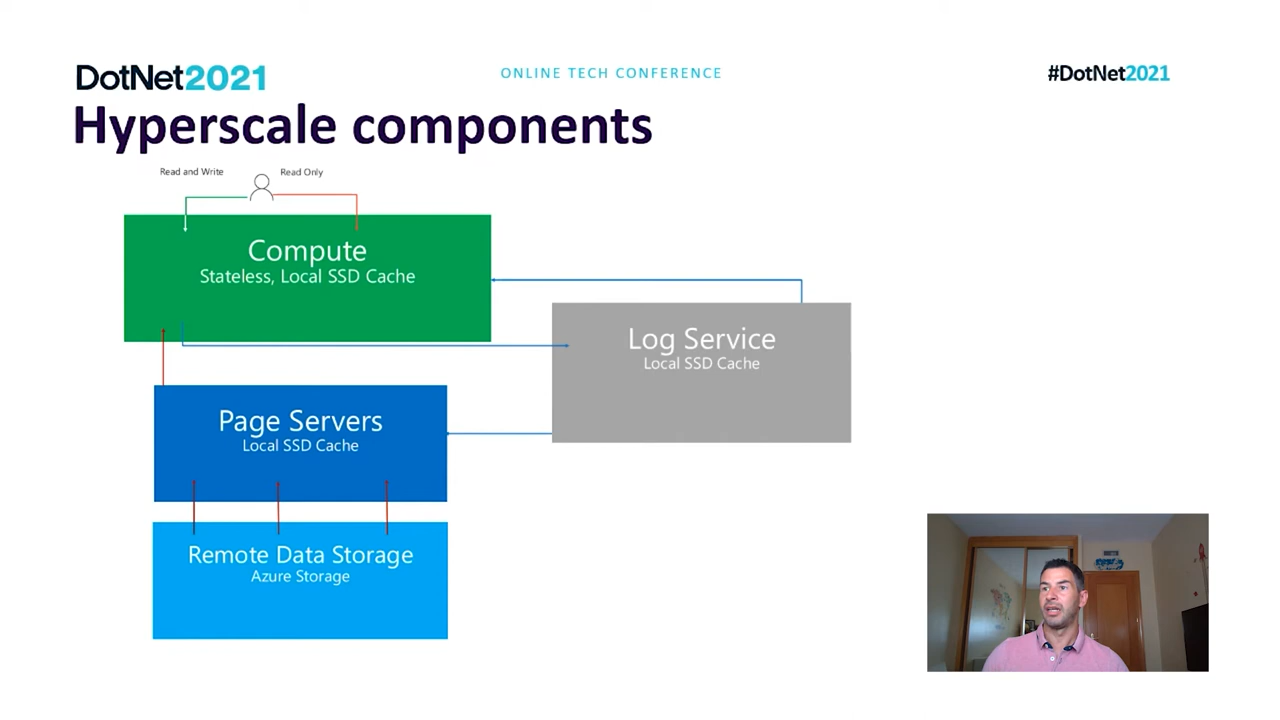 DotNet2021
ONLINE TECH CONFERENCE
#DotNet2021
Hyperscale components
Read and Write
Read Only
Compute
Stateless, Local SSD Cache
Log Service
Local SSD Cache
Page Servers
Local SSD Cache
Remote Data Storage
Azure Storage